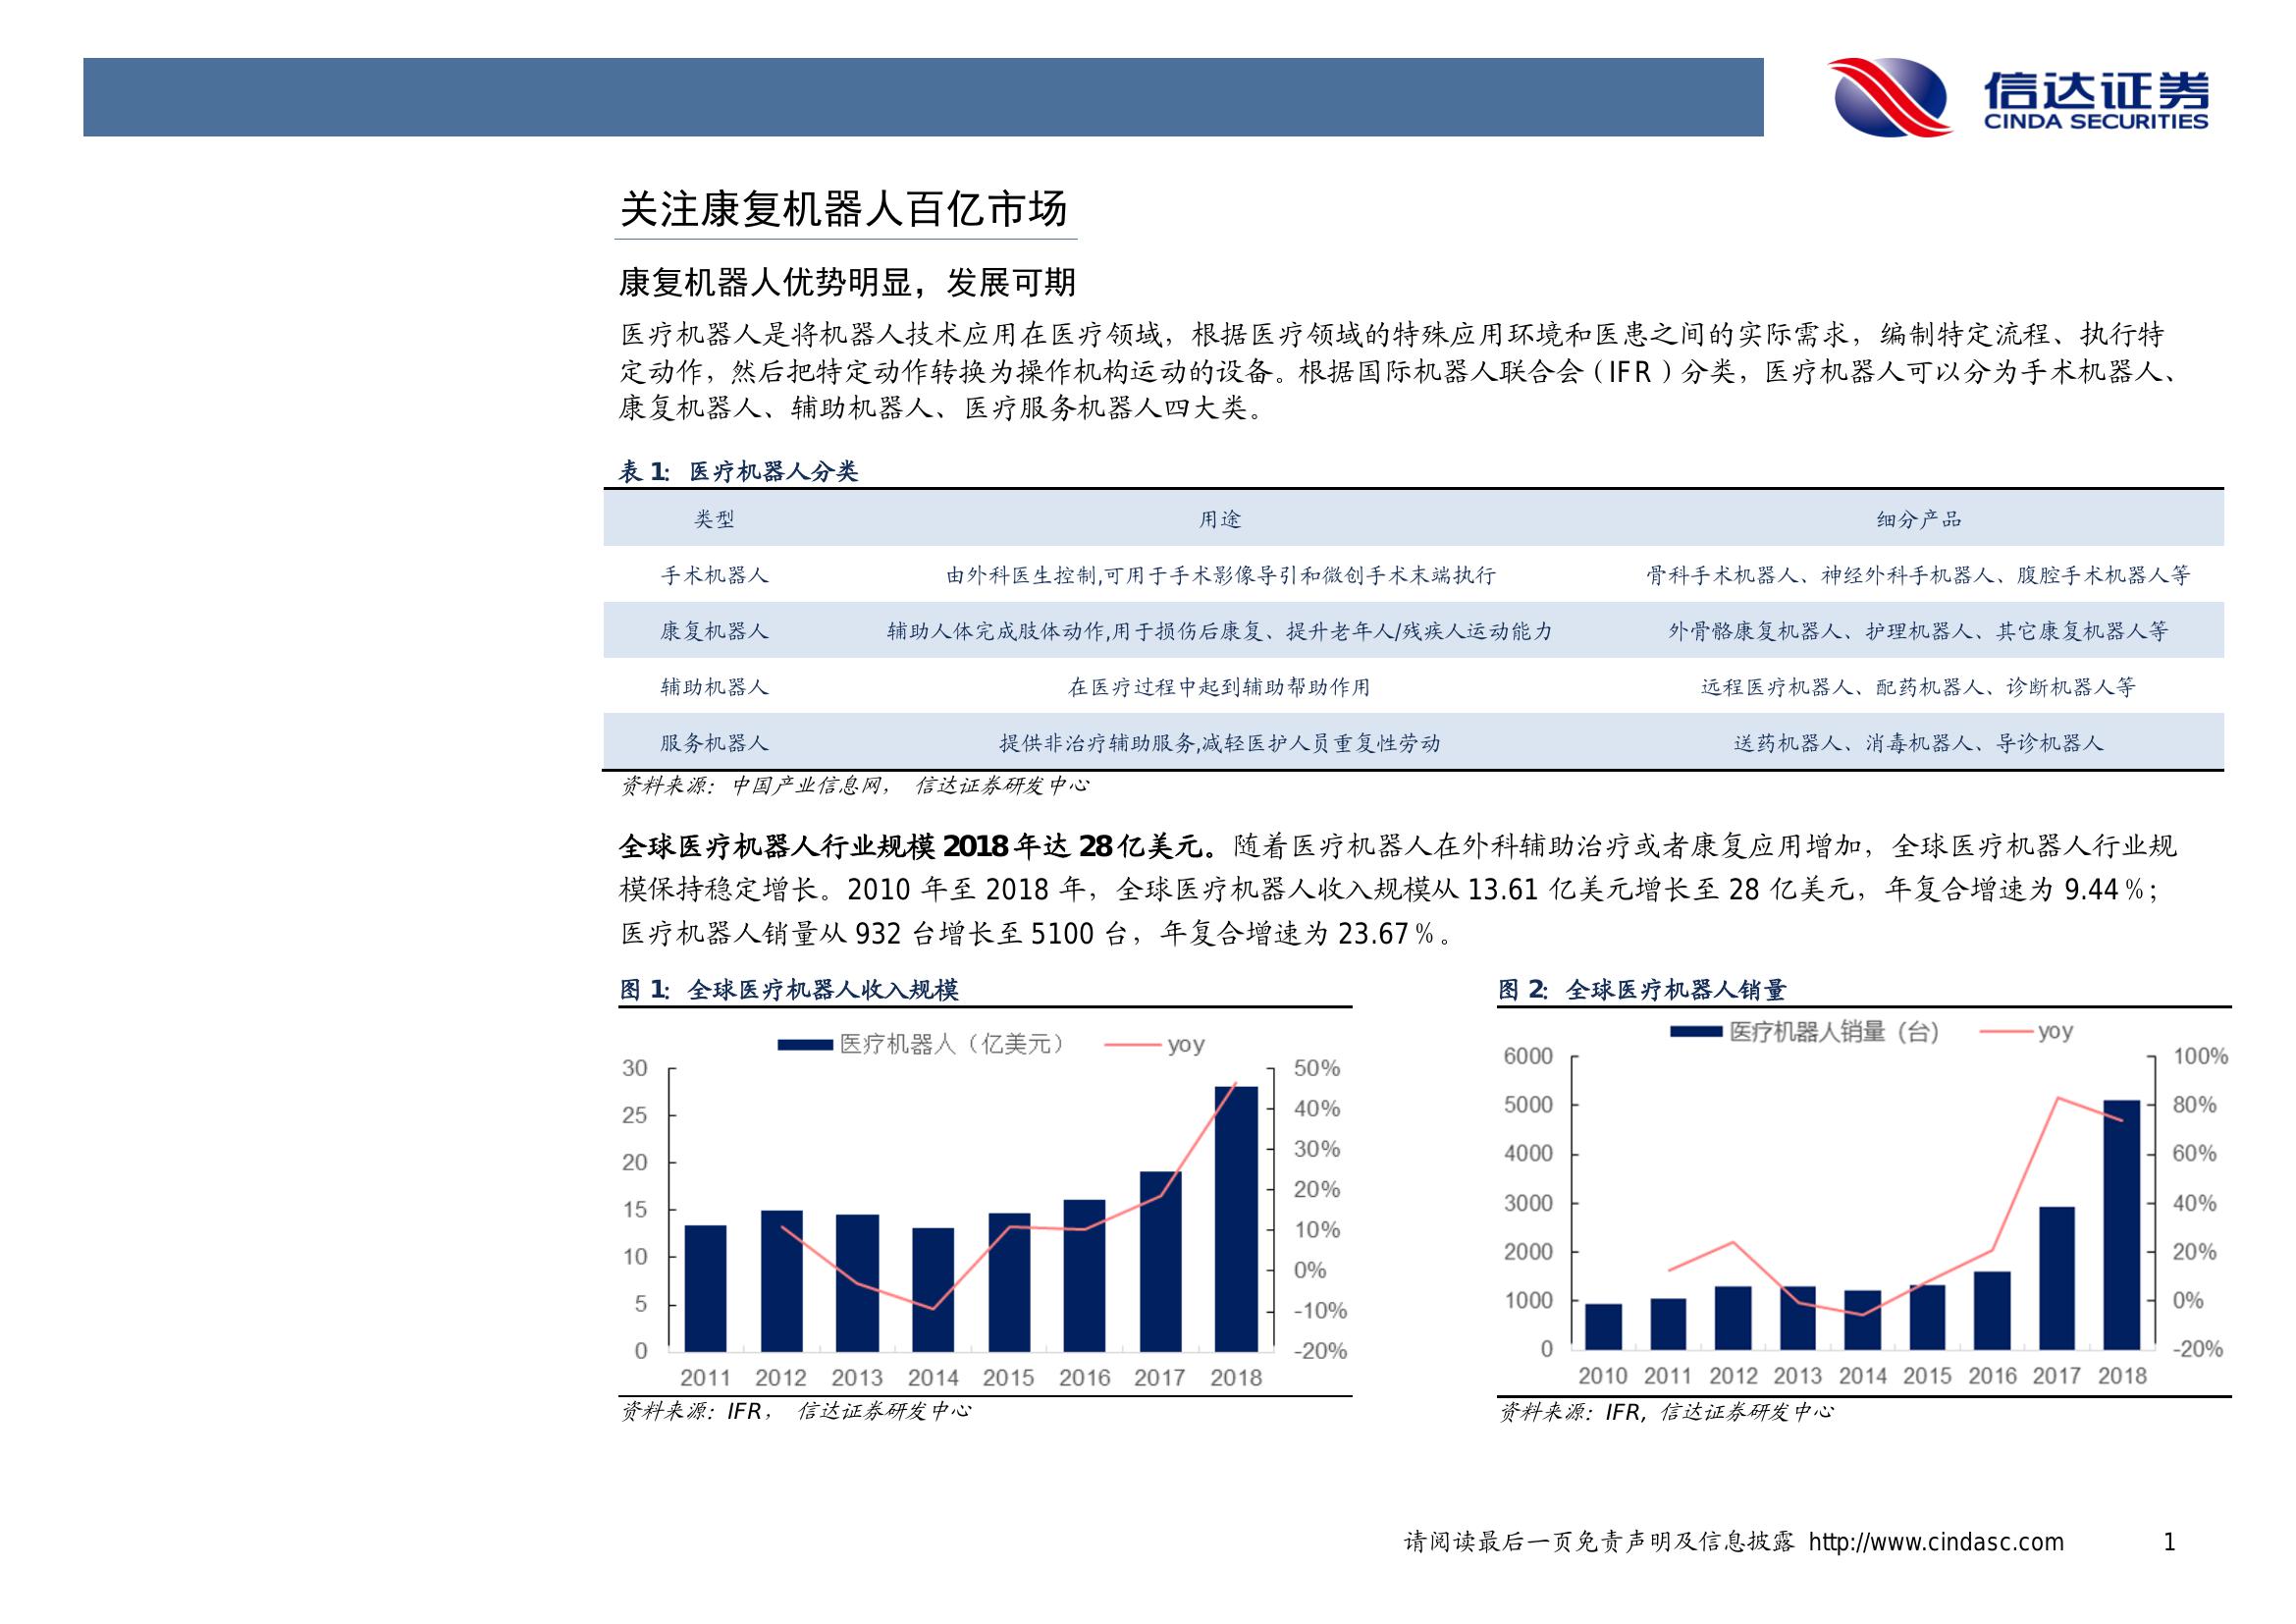 信达证券
CINDA SECURITIES
关注康复机器人百亿市场
康复机器人优势明显，发展可期
医疗机器人是将机器人技术应用在医疗领域，根据医疗领域的特殊应用环境和医患之间的实际需求，编制特定流程、执行特
定动作，然后把特定动作转换为操作机构运动的设备。根据国际机器人联合会（IFR）分类，医疗机器人可以分为手术机器人、
康复机器人、辅助机器人、医疗服务机器人四大类。
表 1: 医疗机器人分类
类型 用途 细分产品
手术机器人 由外科医生控制,可用于手术影像导引和微创手术末端执行 骨科手术机器人、神经外科手机器人、腹腔手术机器人等
康复机器人 辅助人体完成肢体动作,用于损伤后康复、提升老年人/残疾人运动能力 外骨骼康复机器人、护理机器人、其它康复机器人等
辅助机器人 在医疗过程中起到辅助帮助作用 远程医疗机器人、配药机器人、诊断机器人等
服务机器人 提供非治疗辅助服务,减轻医护人员重复性劳动 送药机器人、消毒机器人、导诊机器人
资料来源：中国产业信息网， 信达证券研发中心
全球医疗机器人行业规模 2018 年达 28 亿美元。随着医疗机器人在外科辅助治疗或者康复应用增加，全球医疗机器人行业规
模保持稳定增长。2010 年至 2018 年，全球医疗机器人收入规模从 13.61 亿美元增长至 28 亿美元，年复合增速为 9.44%；
医疗机器人销量从 932 台增长至 5100 台，年复合增速为 23.67%。
图 1: 全球医疗机器人收入规模
医疗机器人（亿美元） yoy
30 50%
25 40%
20 30%
15 20%
10 10%
5 0%
0 -10%
-20%
2011 2012 2013 2014 2015 2016 2017 2018
资料来源：IFR， 信达证券研发中心
图 2: 全球医疗机器人销量
医疗机器人销量（台） yoy
6000 100%
5000 80%
4000 60%
3000 40%
2000 20%
1000 0%
0 -20%
2010 2011 2012 2013 2014 2015 2016 2017 2018
资料来源：IFR, 信达证券研发中心
请阅读最后一页免责声明及信息披露 http://www.cindasc.com 1